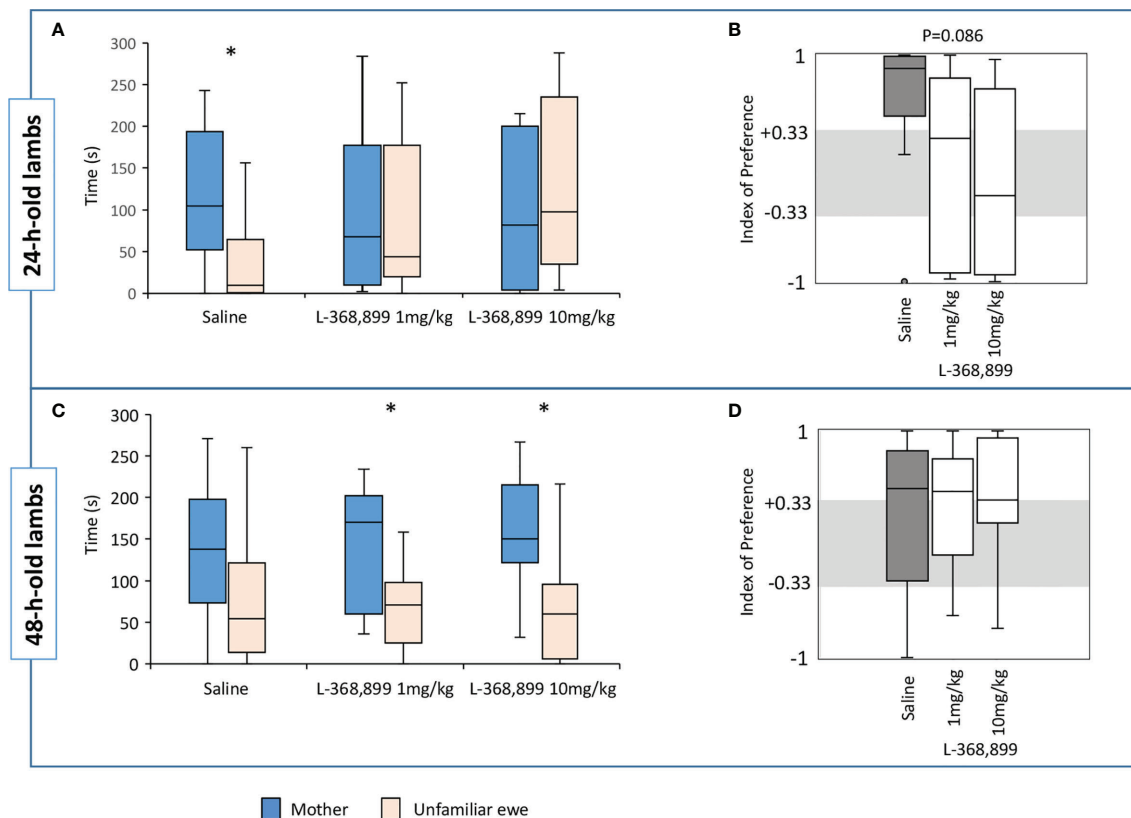 24-h-old lambs
A
*
Time (s)
300
250
200
150
100
50
0
Saline
L-368,899 1mg/kg
L-368,899 10mg/kg
B
P=0.086
Index of Preference
1
+0.33
-0.33
-1
Saline
1mg/kg
10mg/kg
L-368,899
48-h-old lambs
C
*
*
Time (s)
300
250
200
150
100
50
0
Saline
L-368,899 1mg/kg
L-368,899 10mg/kg
D
Index of Preference
1
+0.33
-0.33
-1
Saline
1mg/kg
10mg/kg
L-368,899
Mother
Unfamiliar ewe